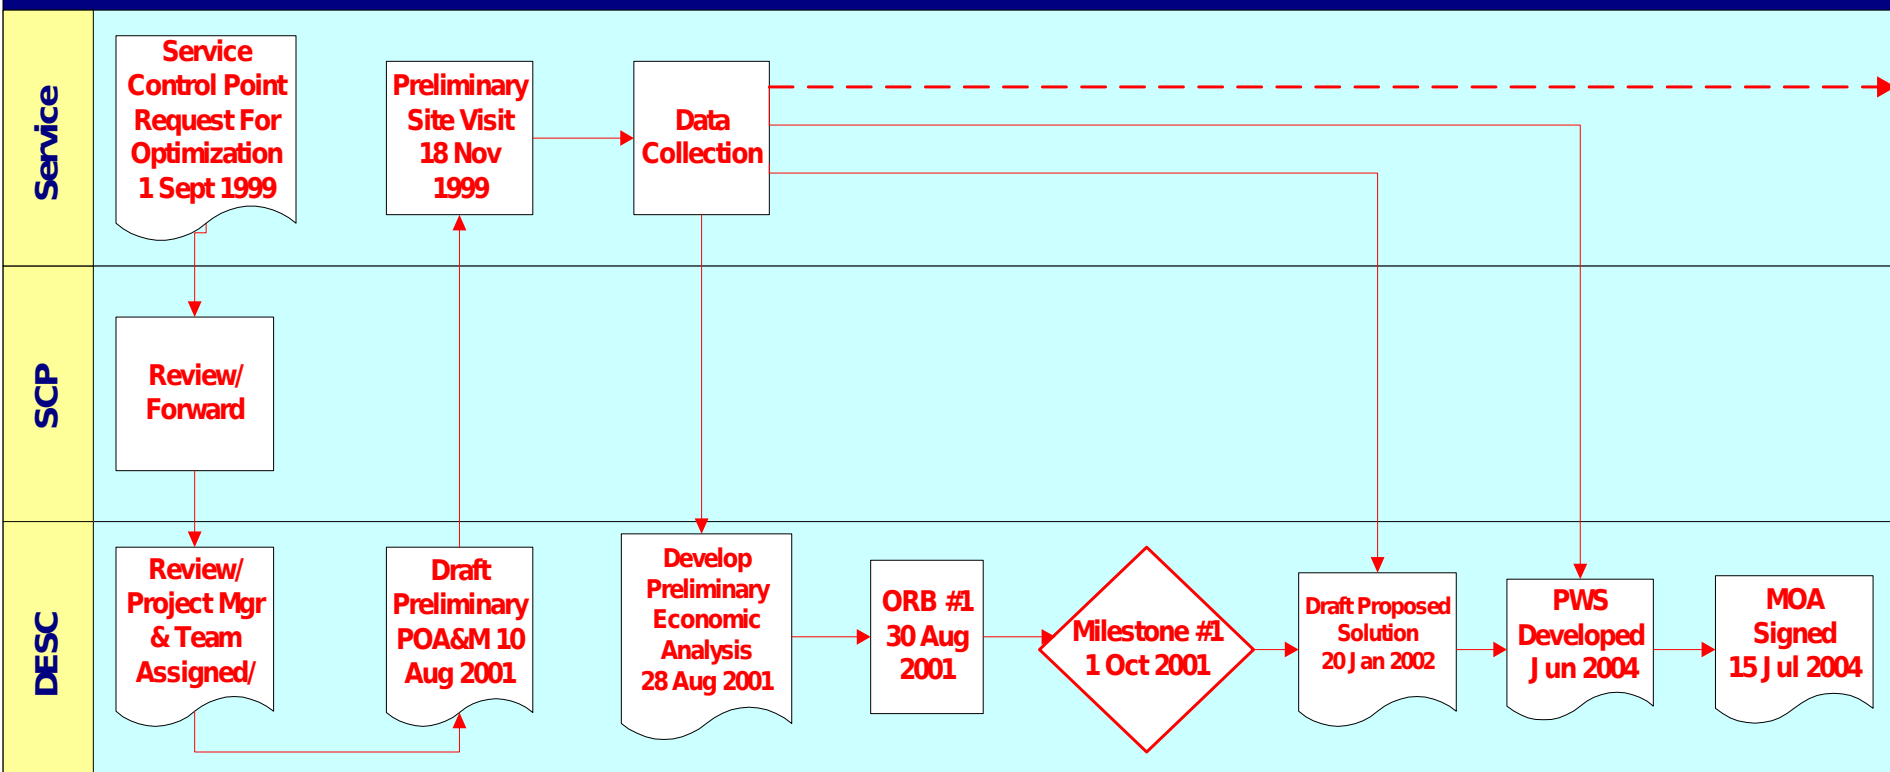 Service
Service
Control Point
Request For
Optimization
1 Sept 1999
Preliminary
Site Visit
18 Nov
1999
Data
Collection
SCP
Review/
Forward
DESC
Review/
Project Mgr
& Team
Assigned/
Draft
Preliminary
POA&M 10
Aug 2001
Develop
Preliminary
Economic
Analysis
28 Aug 2001
ORB #1
30 Aug
2001
Milestone #1
1 Oct 2001
Draft Proposed
Solution
20 Jan 2002
PWS
Developed
Jun 2004
MOA
Signed
15 Jul 2004